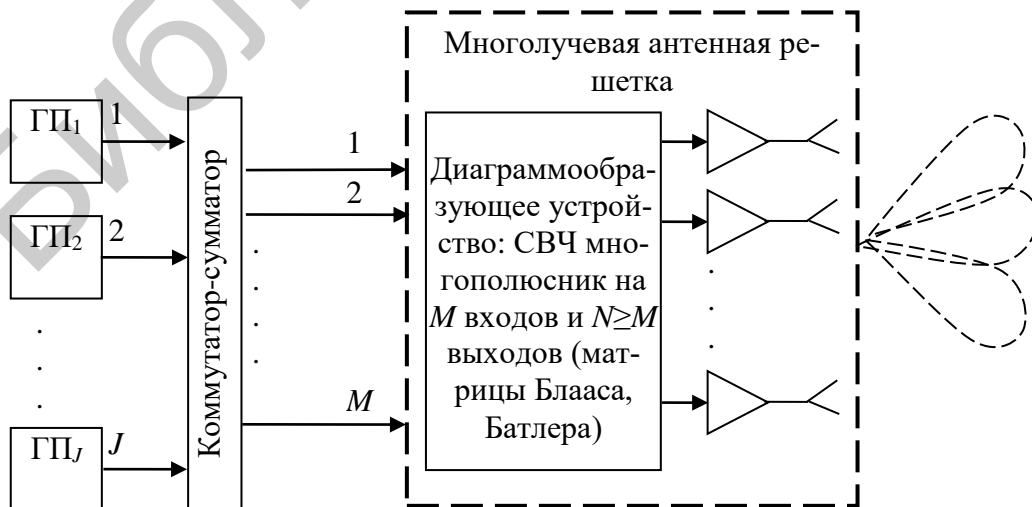 Многолучевая антенная ре-
шетка
ГП1
1
ГП2
2
.
.
.
ГПJ
J
Коммутатор-сумматор
1
2
.
.
.
.
M
Диаграммообра-
зующее устрой-
ство: СВЧ мно-
гополюсник на
M входов и N≥M
выходов (мат-
рицы Блааса,
Батлера)
.
.
.
Библ